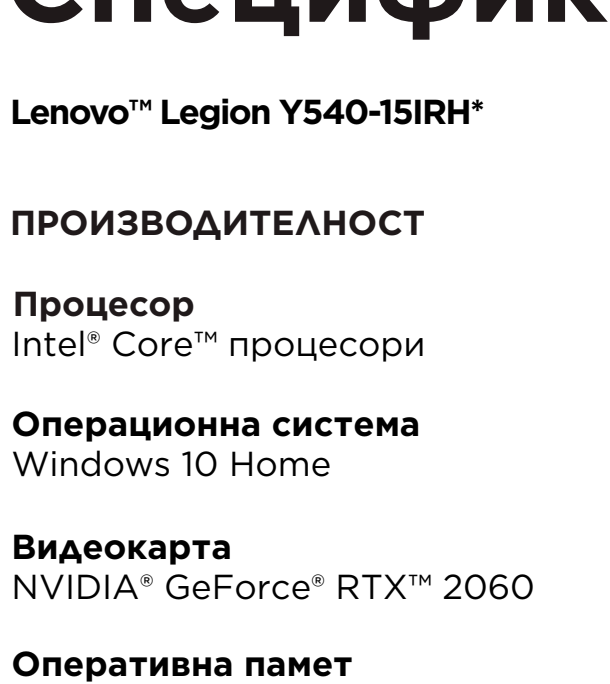 Lenovo™ Legion Y540-15IRH*
ПРОИЗВОДИТЕЛНОСТ
Процесор
Intel® Core™ процесори
Операционна система
Windows 10 Home
Видеокарта
NVIDIA® GeForce® RTX™ 2060
Оперативна памет